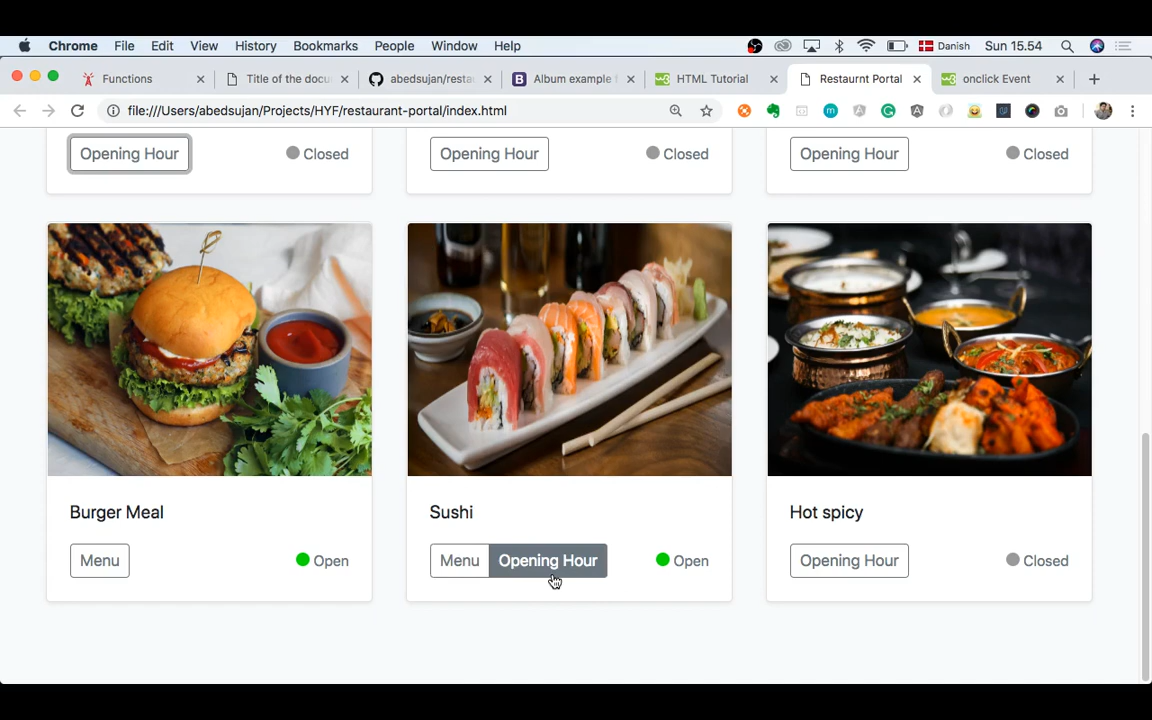 Chrome File Edit View History Bookmarks People Window Help Danish Sun 15.54
Functions Title of the docu abedsujan/resta Album example f HTML Tutorial Restaurnt Portal onclick Event
file:///Users/abedsujan/Projects/HYF/restaurant-portal/index.html
Opening Hour Closed Opening Hour Closed Opening Hour Closed
Burger Meal Sushi Hot spicy
Menu Open Menu Opening Hour Open Opening Hour Closed